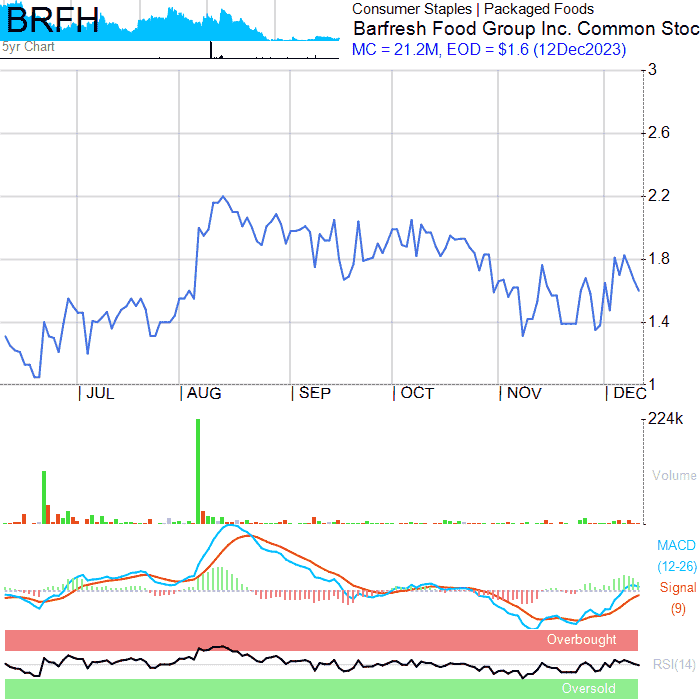 BRFH
5yr Chart
Consumer Staples | Packaged Foods
Barfresh Food Group Inc. Common Stoc
MC = 21.2M, EOD = $1.6 (12Dec2023)
3
2.6
2.2
1.8
1.4
1
JUL AUG SEP OCT NOV DEC
224k
Volume
MACD
(12-26)
Signal
(9)
Overbought
RSI(14)
Oversold